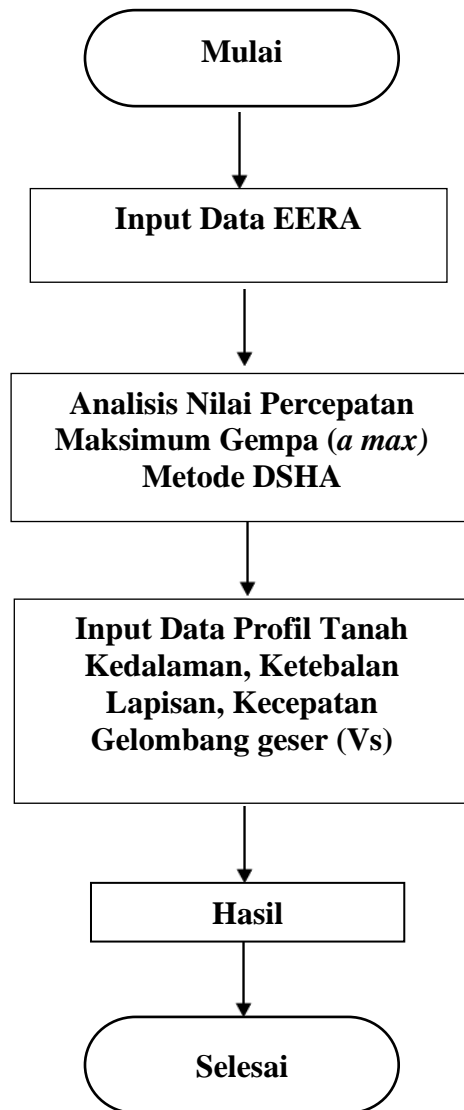 Mulai
Input Data EERA
Analisis Nilai Percepatan
Maksimum Gempa (a max)
Metode DSHA
Input Data Profil Tanah
Kedalaman, Ketebalan
Lapisan, Kecepatan
Gelombang geser (Vs)
Hasil
Selesai